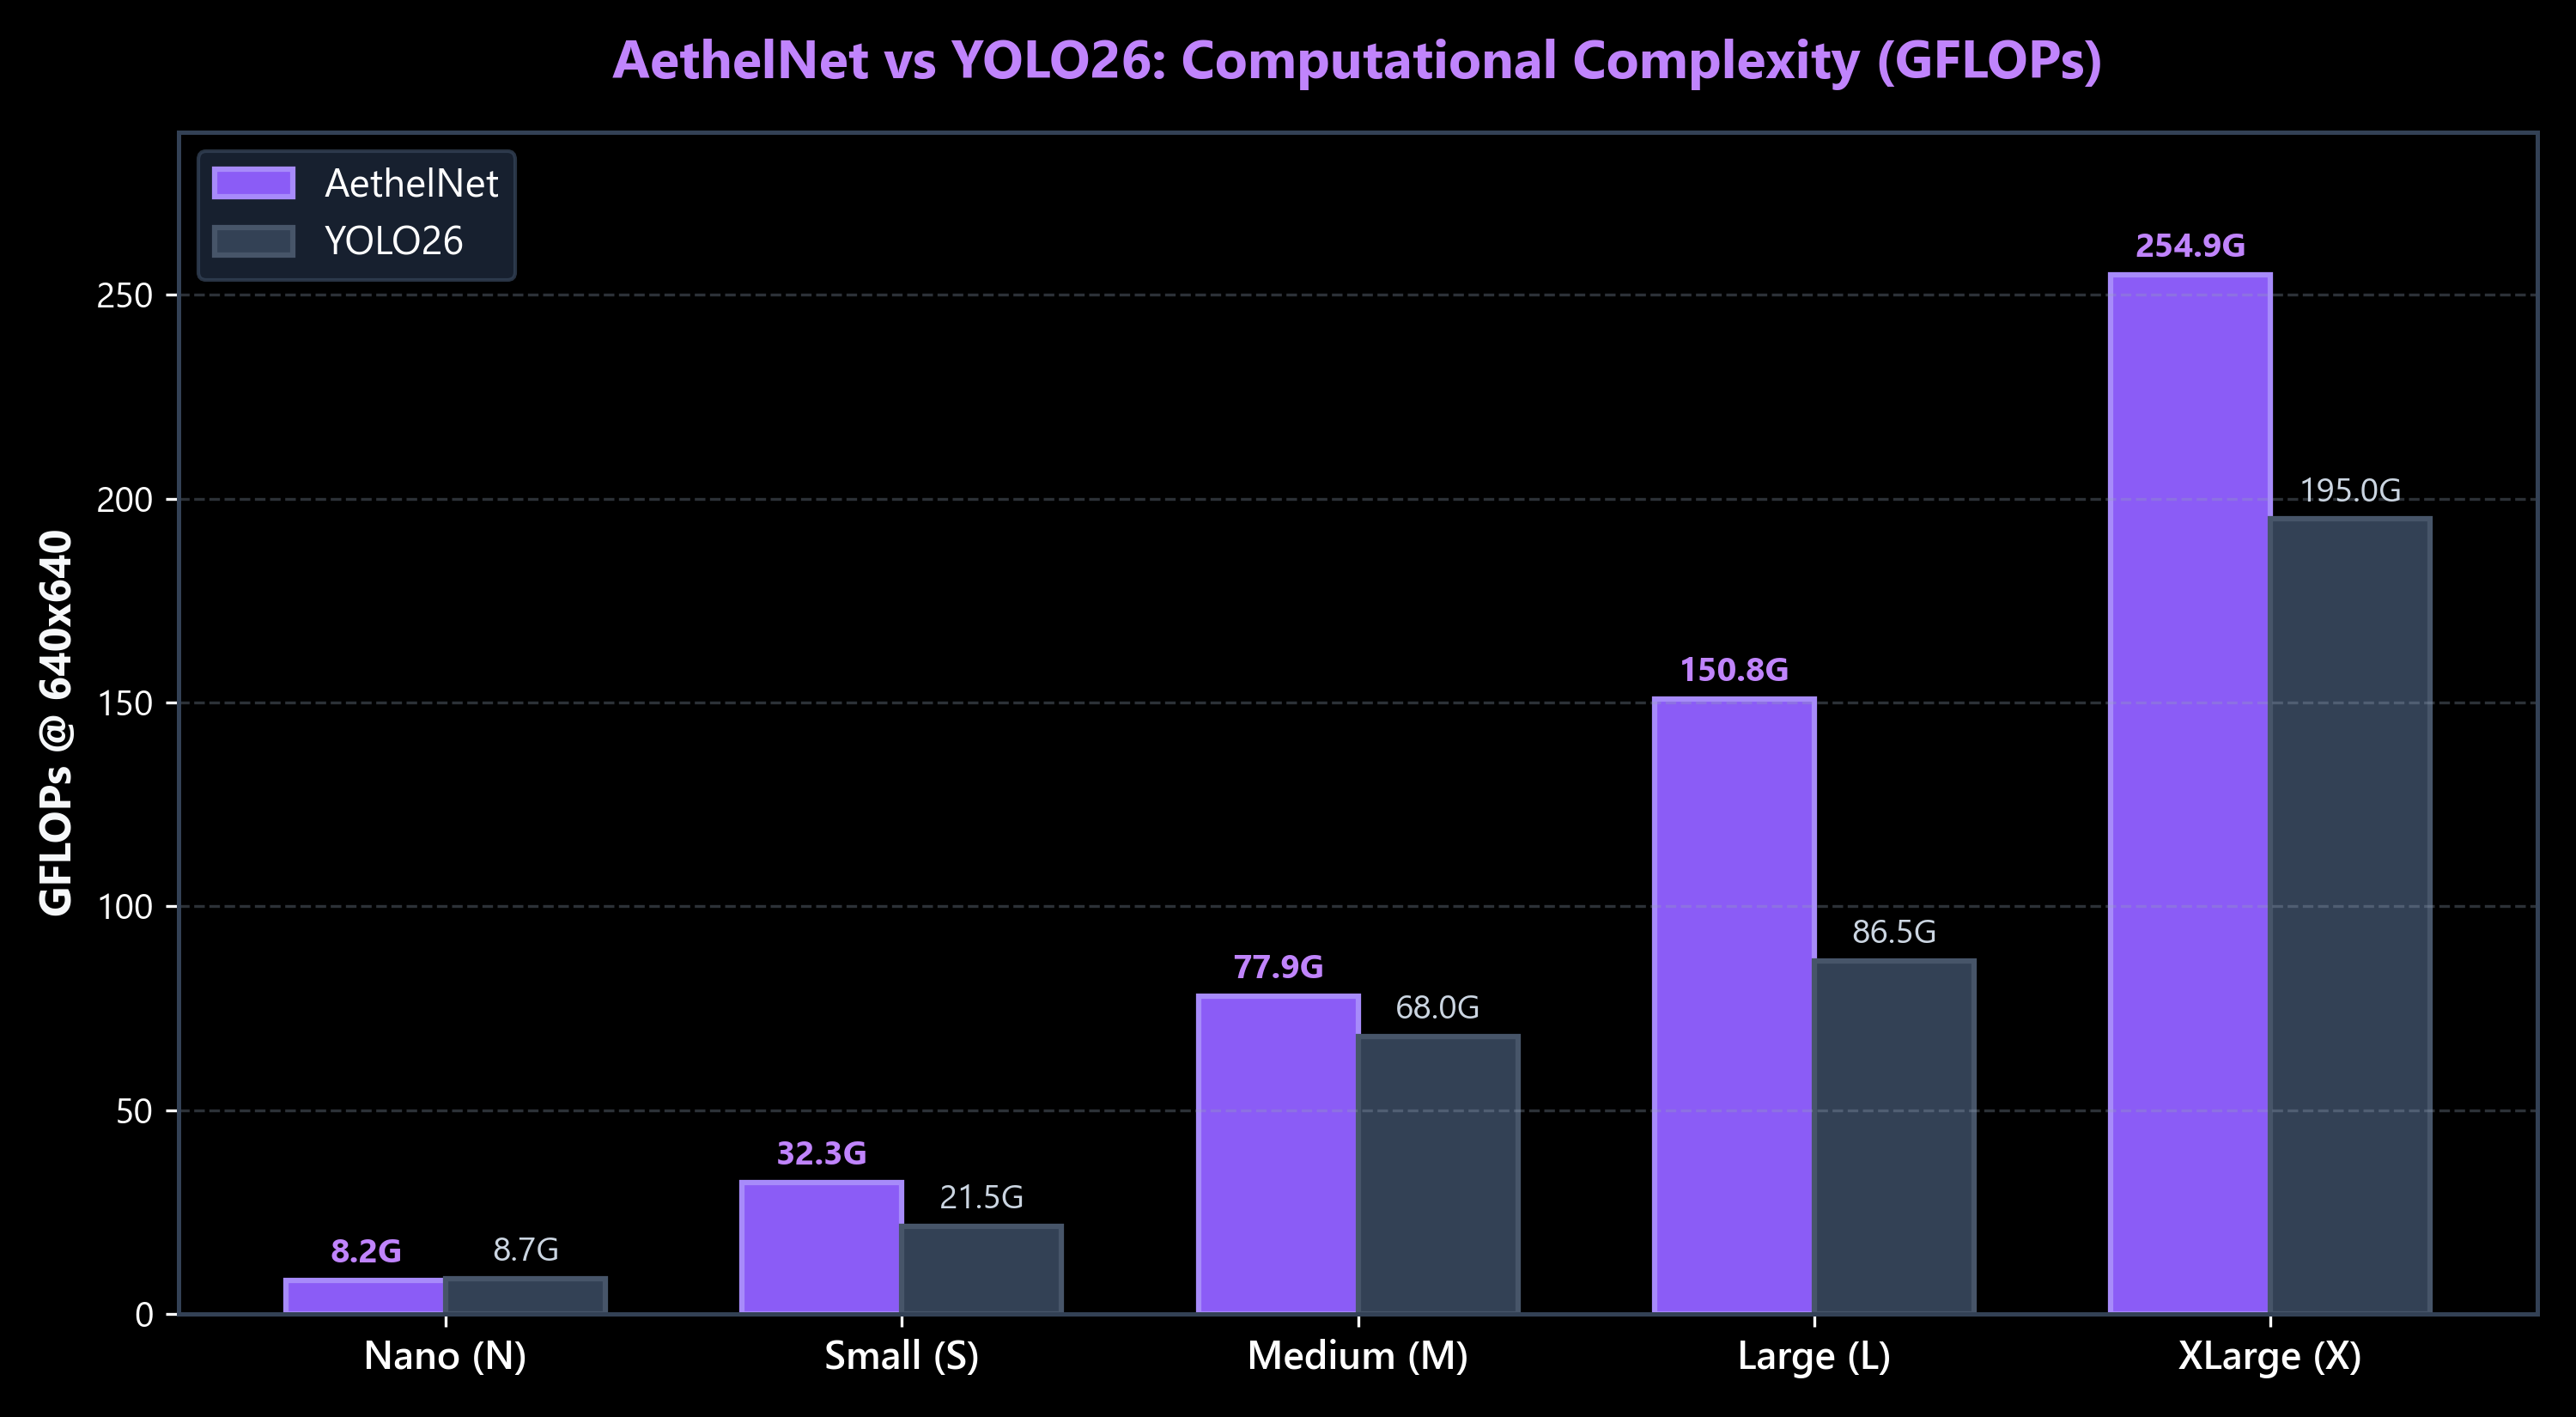 AethelNet vs YOLO26: Computational Complexity (GFLOPs)
AethelNet
YOLO26
GFLOPs @ 640x640
250
200
150
100
50
0
8.2G
8.7G
32.3G
21.5G
77.9G
68.0G
150.8G
86.5G
254.9G
195.0G
Nano (N)
Small (S)
Medium (M)
Large (L)
XLarge (X)